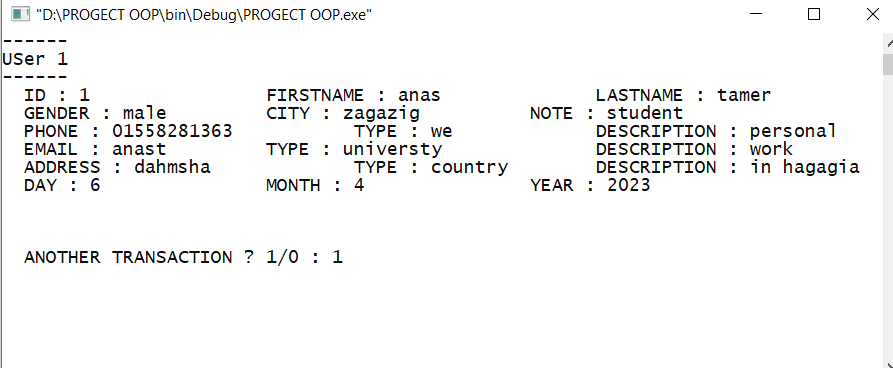 "D:\PROGECT OOP\bin\Debug\PROGECT OOP.exe"
------
USer 1
------
ID : 1 FIRSTNAME : anas LASTNAME : tamer
GENDER : male CITY : zagazig NOTE : student
PHONE : 01558281363 TYPE : we DESCRIPTION : personal
EMAIL : anast TYPE : universty DESCRIPTION : work
ADDRESS : dahmsha TYPE : country DESCRIPTION : in hagagia
DAY : 6 MONTH : 4 YEAR : 2023
ANOTHER TRANSACTION ? 1/0 : 1